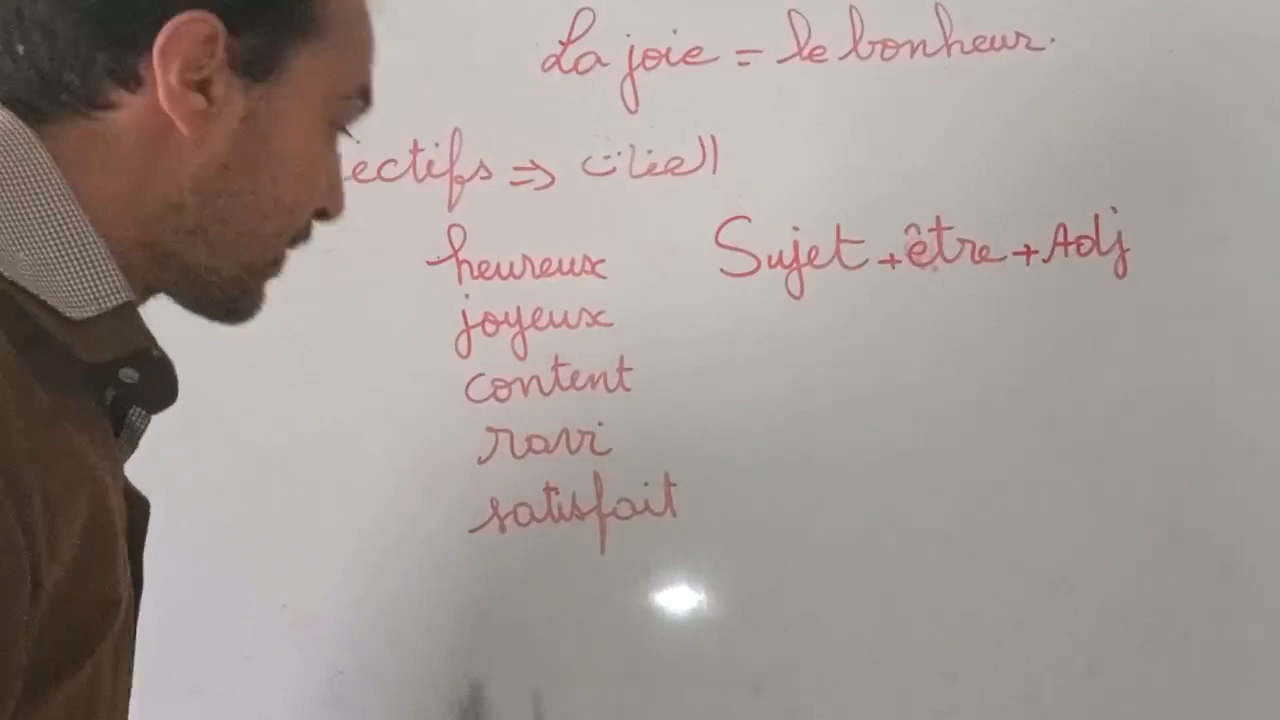 La joie = le bonheur.
ectifs => الصفات
heureux
Sujet + être + Adj
joyeux
content
ravi
satisfait